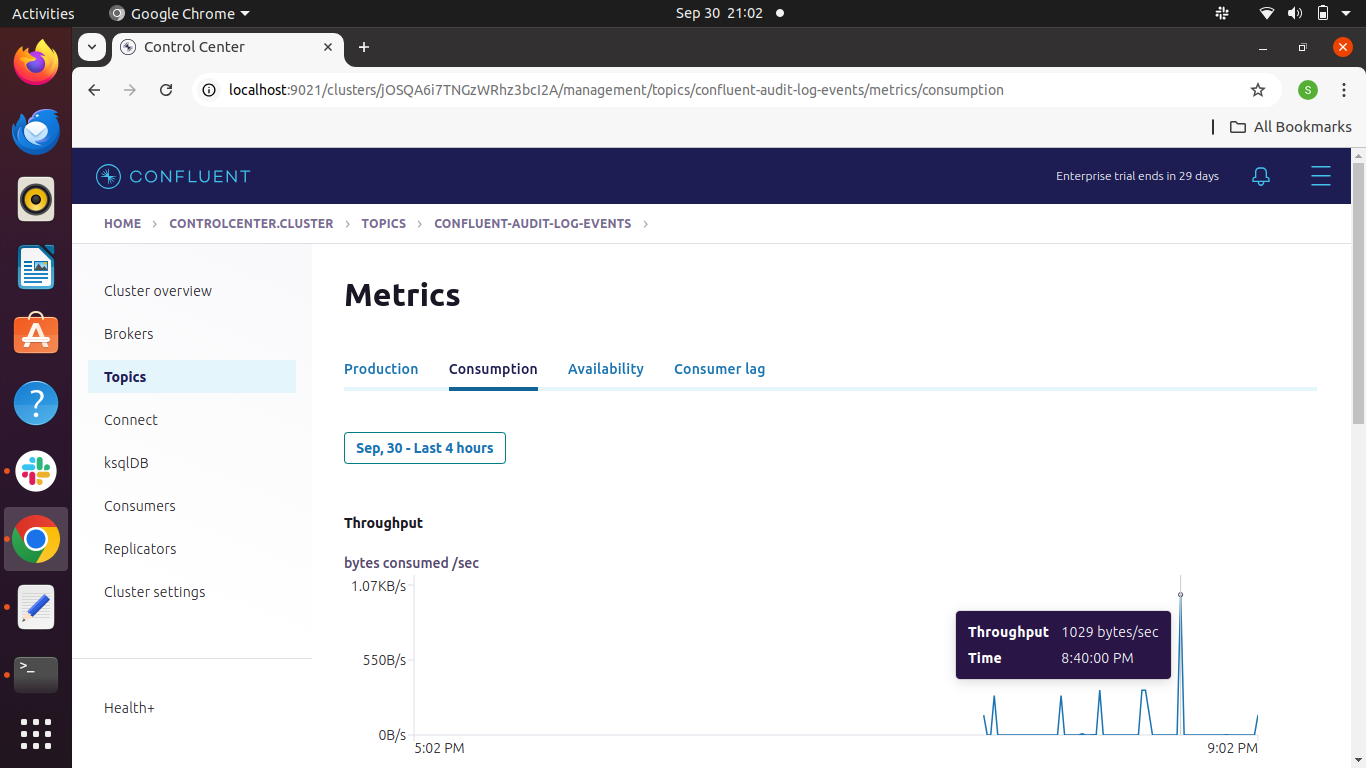 Activities
Google Chrome
Sep 30 21:02
Control Center
localhost:9021/clusters/jOSQA6i7TNGzWRhz3bcI2A/management/topics/confluent-audit-log-events/metrics/consumption
S
All Bookmarks
CONFLUENT
Enterprise trial ends in 29 days
HOME > CONTROLCENTER.CLUSTER > TOPICS > CONFLUENT-AUDIT-LOG-EVENTS >
Cluster overview
Brokers
Topics
Connect
ksqlDB
Consumers
Replicators
Cluster settings
Health+
Metrics
Production Consumption Availability Consumer lag
Sep, 30 - Last 4 hours
Throughput
bytes consumed /sec
1.07KB/s
550B/s
0B/s
Throughput 1029 bytes/sec
Time 8:40:00 PM
5:02 PM
9:02 PM